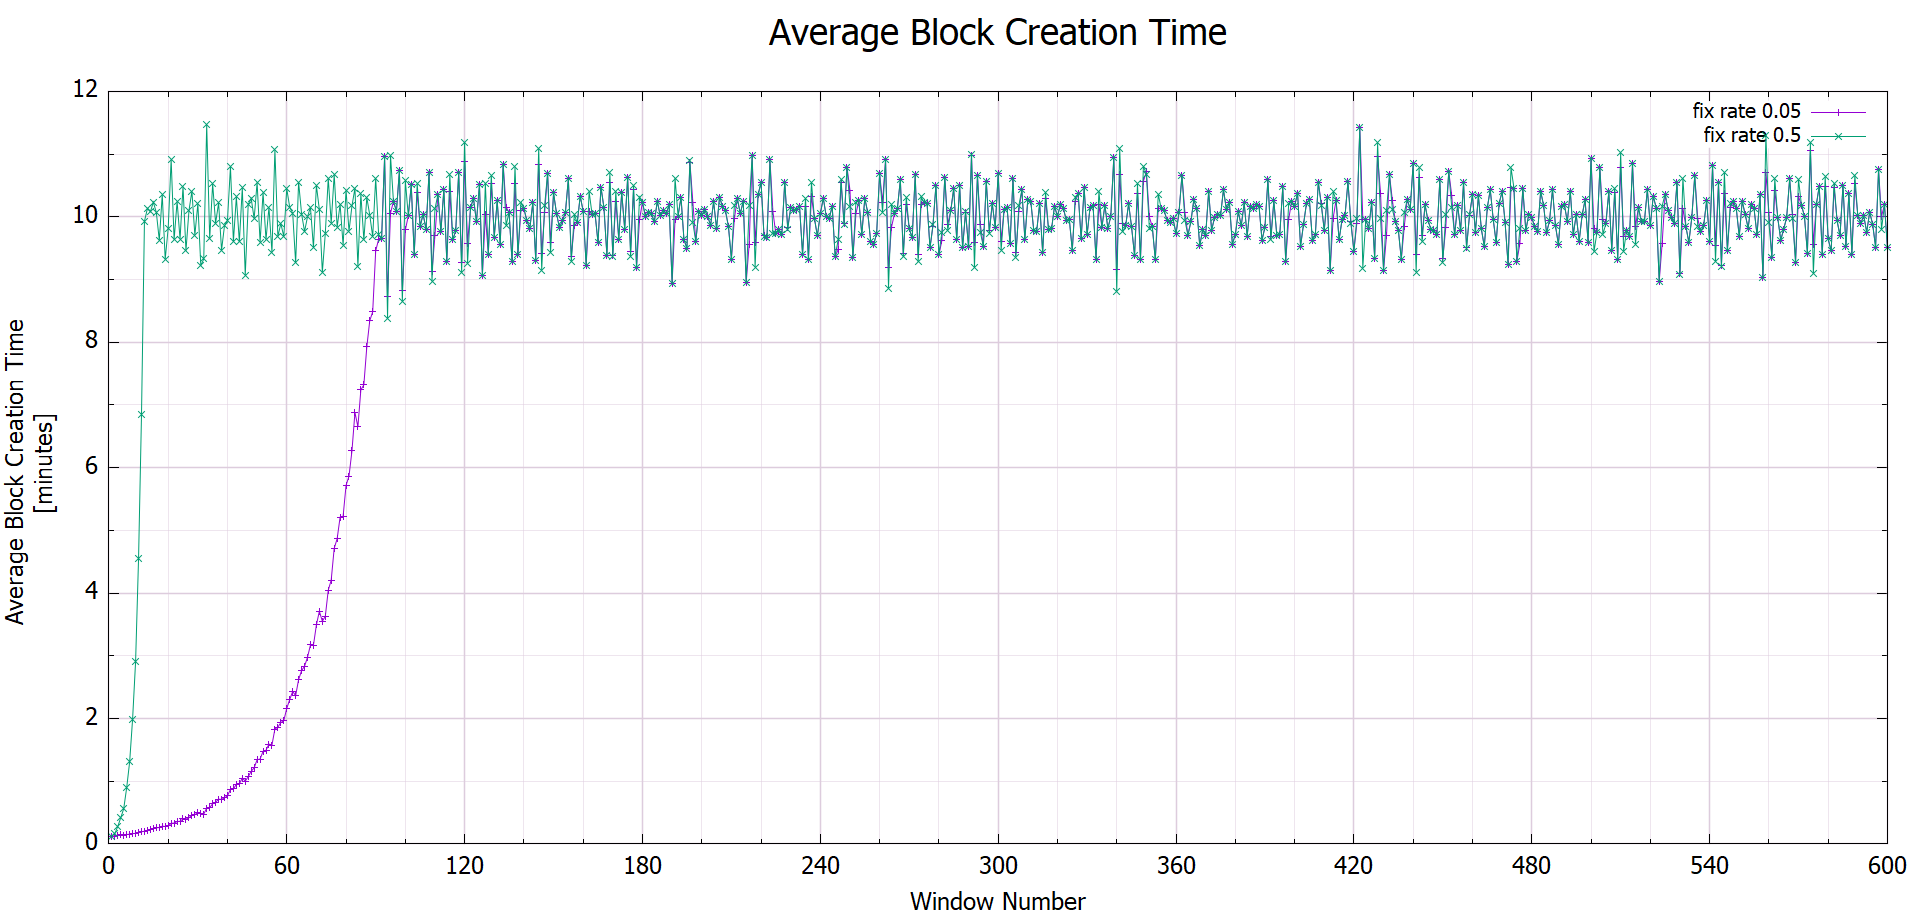 Average Block Creation Time
12
10
8
6
4
2
0
Average Block Creation Time
[minutes]
fix rate 0.05
fix rate 0.5
0 60 120 180 240 300 360 420 480 540 600
Window Number